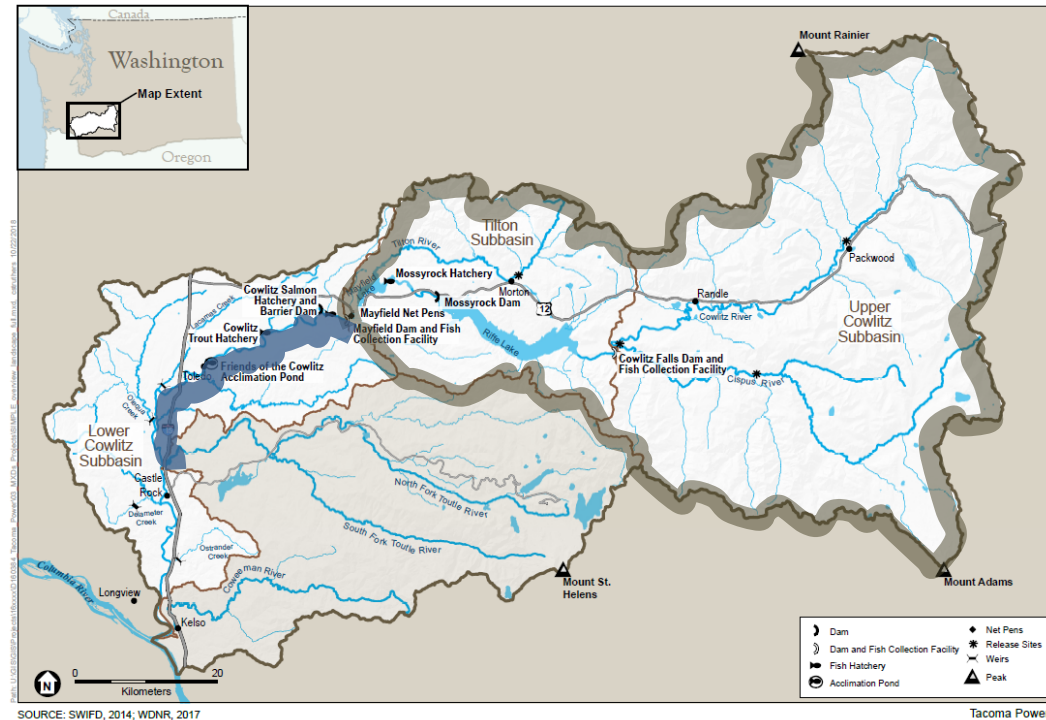 Canada
Washington
Map Extent
Oregon
Mount Rainier
Tilton
Subbasin
Tilton River
Mossyrock Hatchery
Packwood
Cowlitz Salmon
Hatchery and
Barrier Dam
Mayfield
Lake
Morton
Mossyrock Dam
Randle
Lacamas Creek
Mayfield Net Pens
12
Cowlitz River
Upper
Cowlitz
Subbasin
Cowlitz
Trout Hatchery
Mayfield Dam and Fish
Collection Facility
Riffe Lake
Cowlitz Falls Dam and
Fish Collection Facility
Toledo
Friends of the Cowlitz
Acclimation Pond
Cispus River
Olequa
Creek
Lower
Cowlitz
Subbasin
Castle
Rock
North Fork Toutle River
Delameter
Creek
South Fork Toutle River
Ostrander
Creek
Columbia River
Coweeman River
Mount St.
Helens
Mount Adams
Longview
Kelso
Dam
Dam and Fish Collection Facility
Fish Hatchery
Acclimation Pond
Net Pens
Release Sites
Weirs
Peak
N
0 20
Kilometers
SOURCE: SWIFD, 2014; WDNR, 2017
Tacoma Power